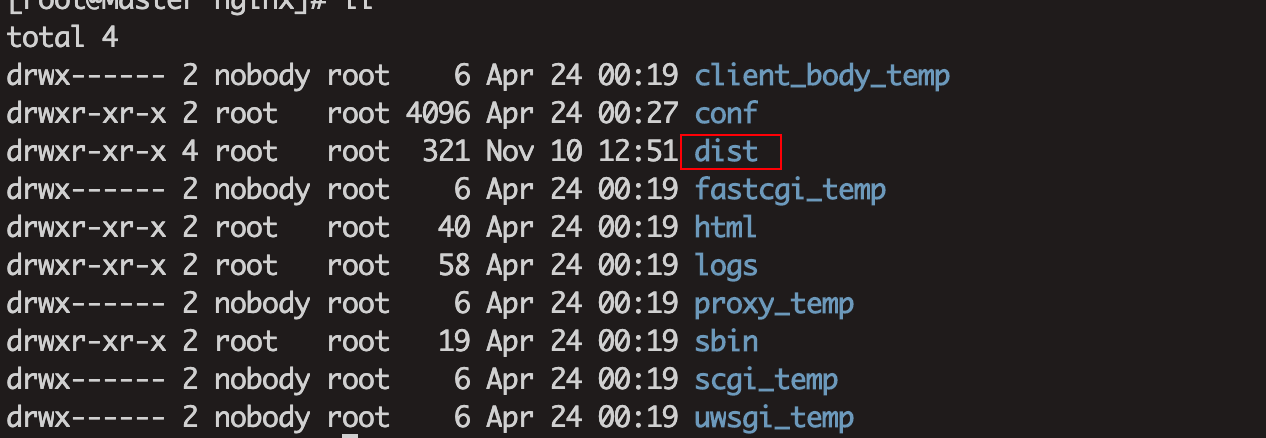 [root@Master nginx]# ll
total 4
drwx------ 2 nobody root    6 Apr 24 00:19 client_body_temp
drwxr-xr-x 2 root   root 4096 Apr 24 00:27 conf
drwxr-xr-x 4 root   root  321 Nov 10 12:51 dist
drwx------ 2 nobody root    6 Apr 24 00:19 fastcgi_temp
drwxr-xr-x 2 root   root   40 Apr 24 00:19 html
drwxr-xr-x 2 root   root   58 Apr 24 00:19 logs
drwx------ 2 nobody root    6 Apr 24 00:19 proxy_temp
drwxr-xr-x 2 root   root   19 Apr 24 00:19 sbin
drwx------ 2 nobody root    6 Apr 24 00:19 scgi_temp
drwx------ 2 nobody root    6 Apr 24 00:19 uwsgi_temp